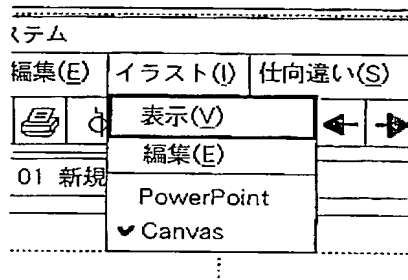 ステム
編集(E) イラスト(I) 仕向違い(S)
表示(V)
編集(E)
01 新規
PowerPoint
Canvas